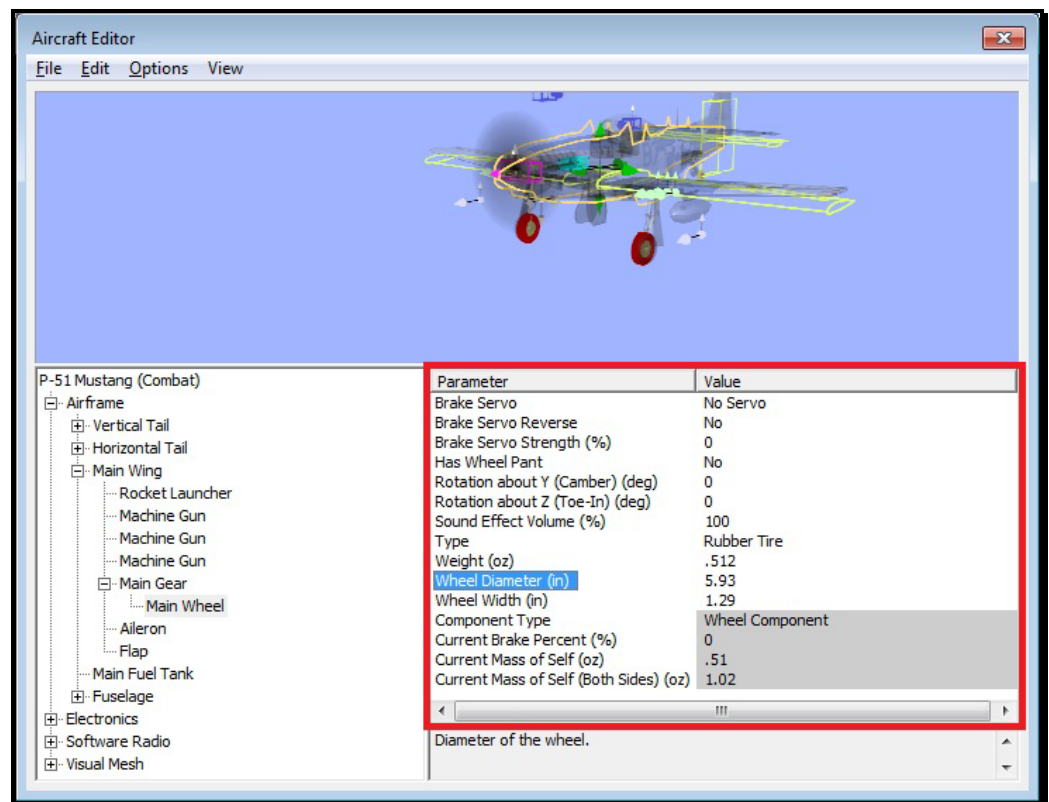 Aircraft Editor
File Edit Options View
P-51 Mustang (Combat)
Airframe
Vertical Tail
Horizontal Tail
Main Wing
Rocket Launcher
Machine Gun
Machine Gun
Machine Gun
Main Gear
Main Wheel
Aileron
Flap
Main Fuel Tank
Fuselage
Electronics
Software Radio
Visual Mesh
Parameter Value
Brake Servo No Servo
Brake Servo Reverse No
Brake Servo Strength (%) 0
Has Wheel Pant No
Rotation about Y (Camber) (deg) 0
Rotation about Z (Toe-In) (deg) 0
Sound Effect Volume (%) 100
Type Rubber Tire
Weight (oz) .512
Wheel Diameter (in) 5.93
Wheel Width (in) 1.29
Component Type Wheel Component
Current Brake Percent (%) 0
Current Mass of Self (oz) .51
Current Mass of Self (Both Sides) (oz) 1.02
Diameter of the wheel.